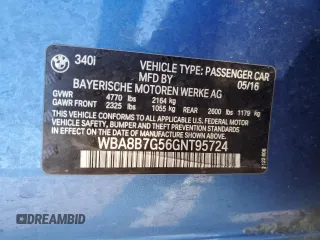 340i
VEHICLE TYPE: PASSENGER CAR
MFD BY 05/16
BAYERISCHE MOTOREN WERKE AG
GVWR 4770 lbs 2164 kg
GAWR FRONT 2325 lbs 1055 kg REAR 2600 lbs 1179 kg
THIS VEHICLE CONFORMS TO ALL APPLICABLE
U.S. FEDERAL MOTOR VEHICLE SAFETY, BUMPER,
AND THEFT PREVENTION STANDARDS IN EFFECT
ON THE DATE OF MANUFACTURE SHOWN ABOVE.
WBA8B7G56GNT95724
DREAMBID
.COM